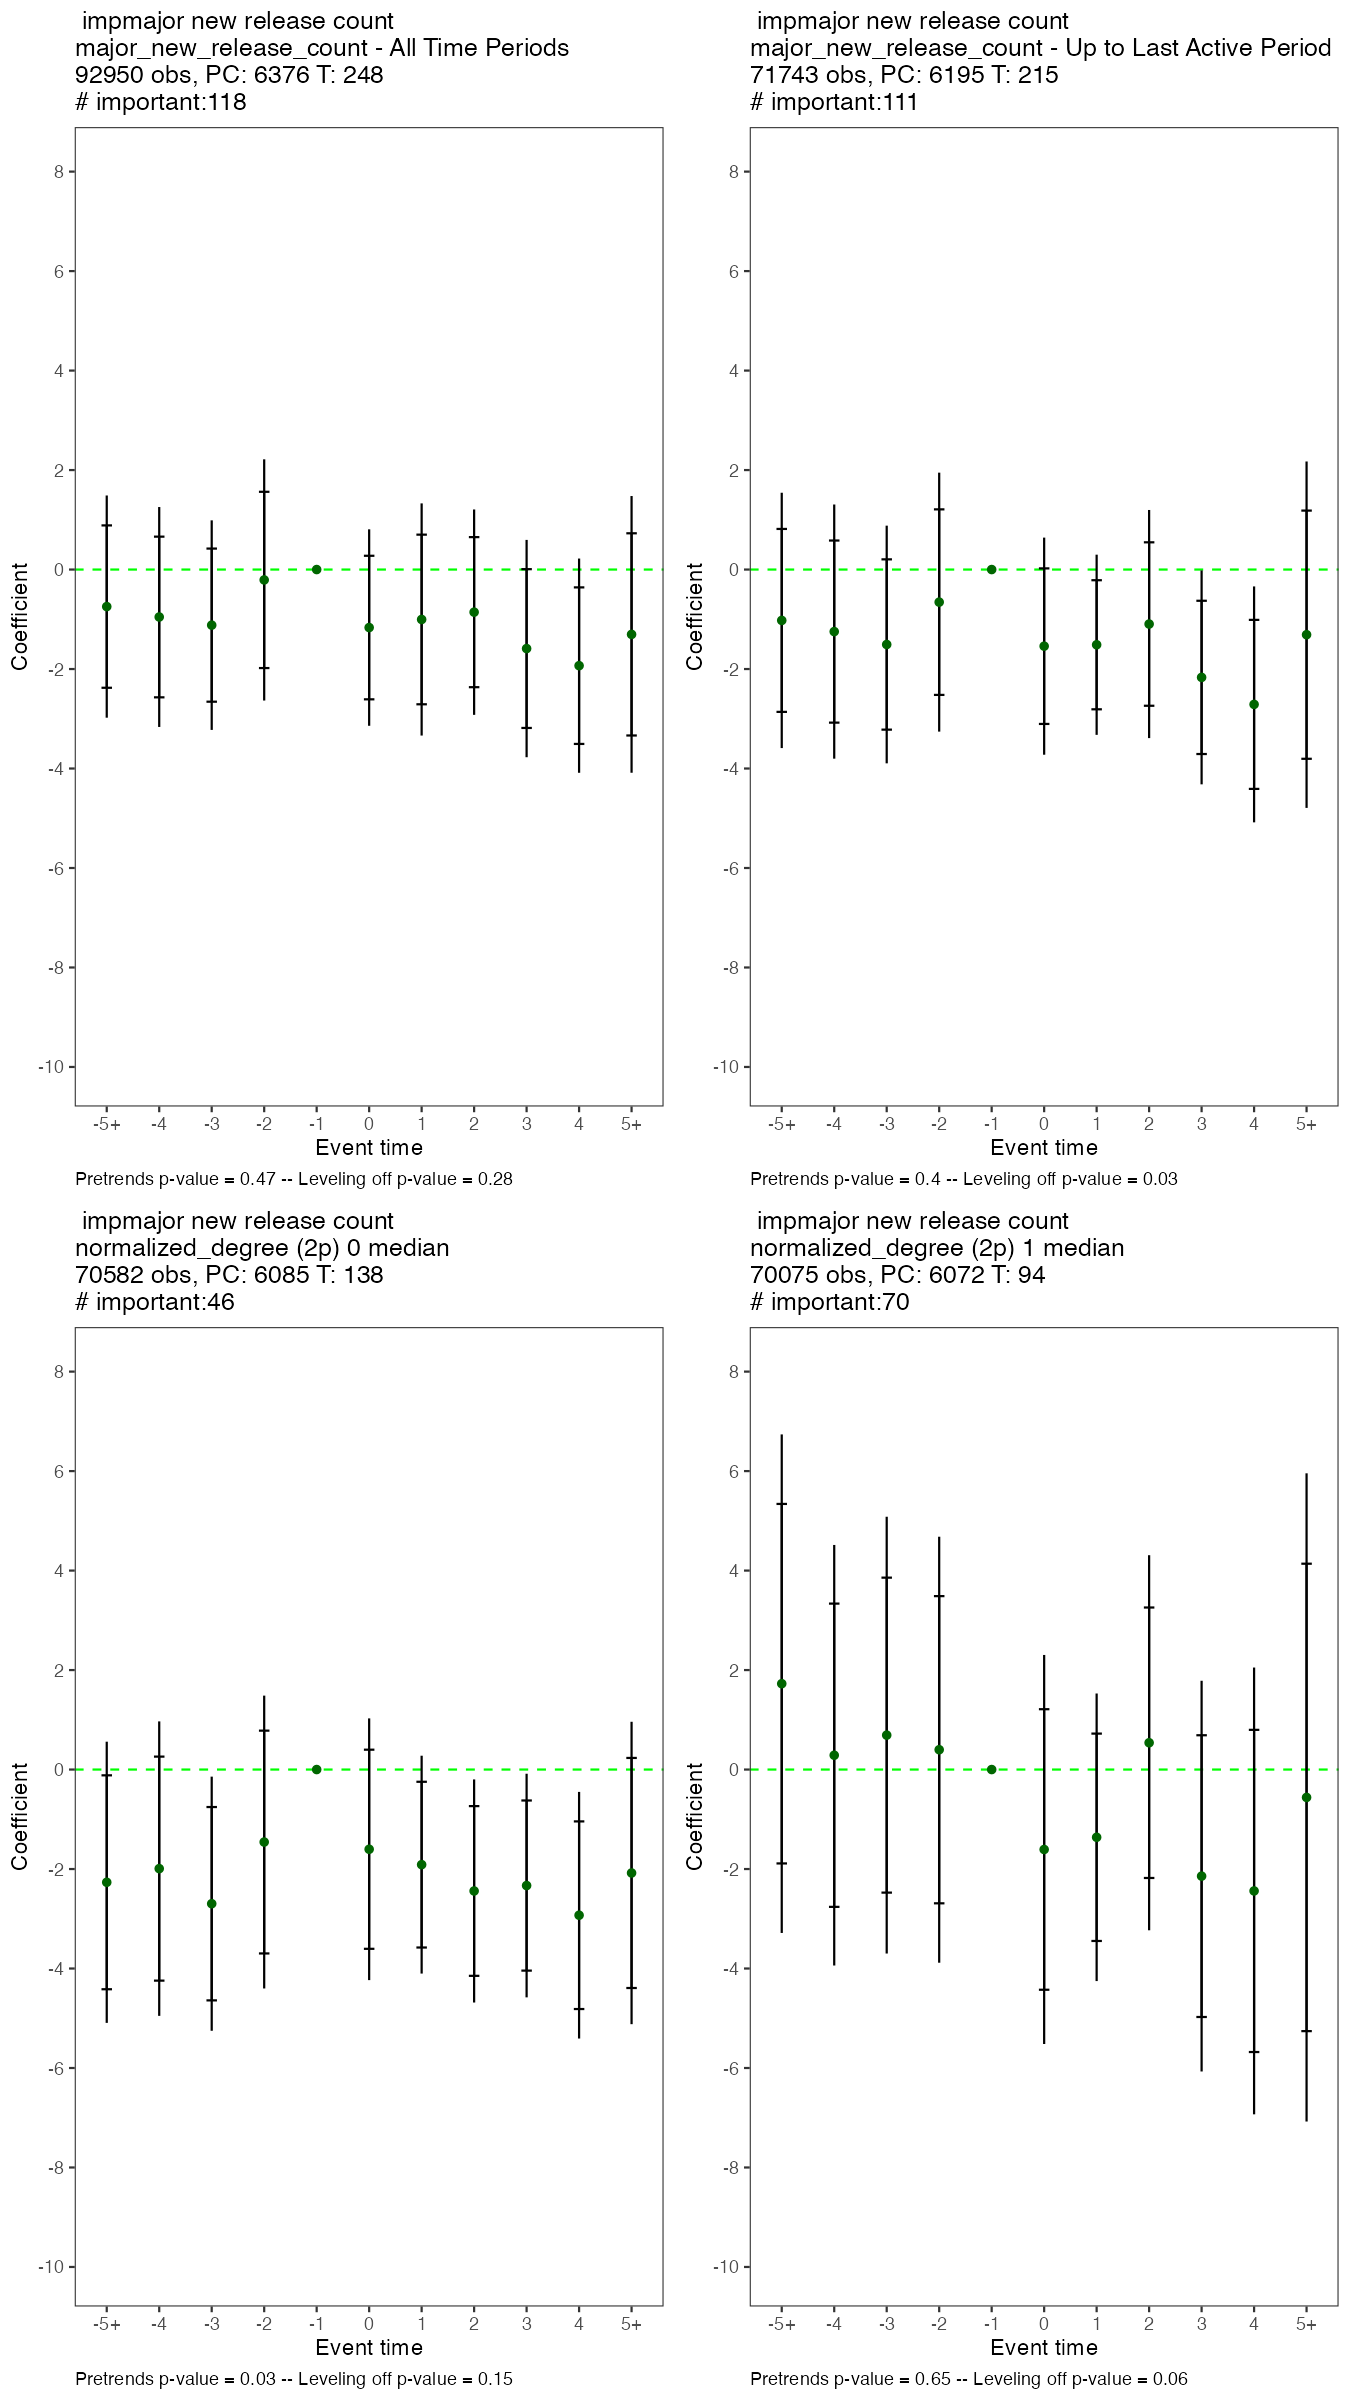 impmajor new release count
major_new_release_count - All Time Periods
92950 obs, PC: 6376 T: 248
# important:118
8
6
4
2
0
-2
-4
-6
-8
-10
Coefficient
-5+ -4 -3 -2 -1 0 1 2 3 4 5+
Event time
Pretrends p-value = 0.47 -- Leveling off p-value = 0.28
impmajor new release count
major_new_release_count - Up to Last Active Period
71743 obs, PC: 6195 T: 215
# important:111
8
6
4
2
0
-2
-4
-6
-8
-10
Coefficient
-5+ -4 -3 -2 -1 0 1 2 3 4 5+
Event time
Pretrends p-value = 0.4 -- Leveling off p-value = 0.03
impmajor new release count
normalized_degree (2p) 0 median
70582 obs, PC: 6085 T: 138
# important:46
8
6
4
2
0
-2
-4
-6
-8
-10
Coefficient
-5+ -4 -3 -2 -1 0 1 2 3 4 5+
Event time
Pretrends p-value = 0.03 -- Leveling off p-value = 0.15
impmajor new release count
normalized_degree (2p) 1 median
70075 obs, PC: 6072 T: 94
# important:70
8
6
4
2
0
-2
-4
-6
-8
-10
Coefficient
-5+ -4 -3 -2 -1 0 1 2 3 4 5+
Event time
Pretrends p-value = 0.65 -- Leveling off p-value = 0.06